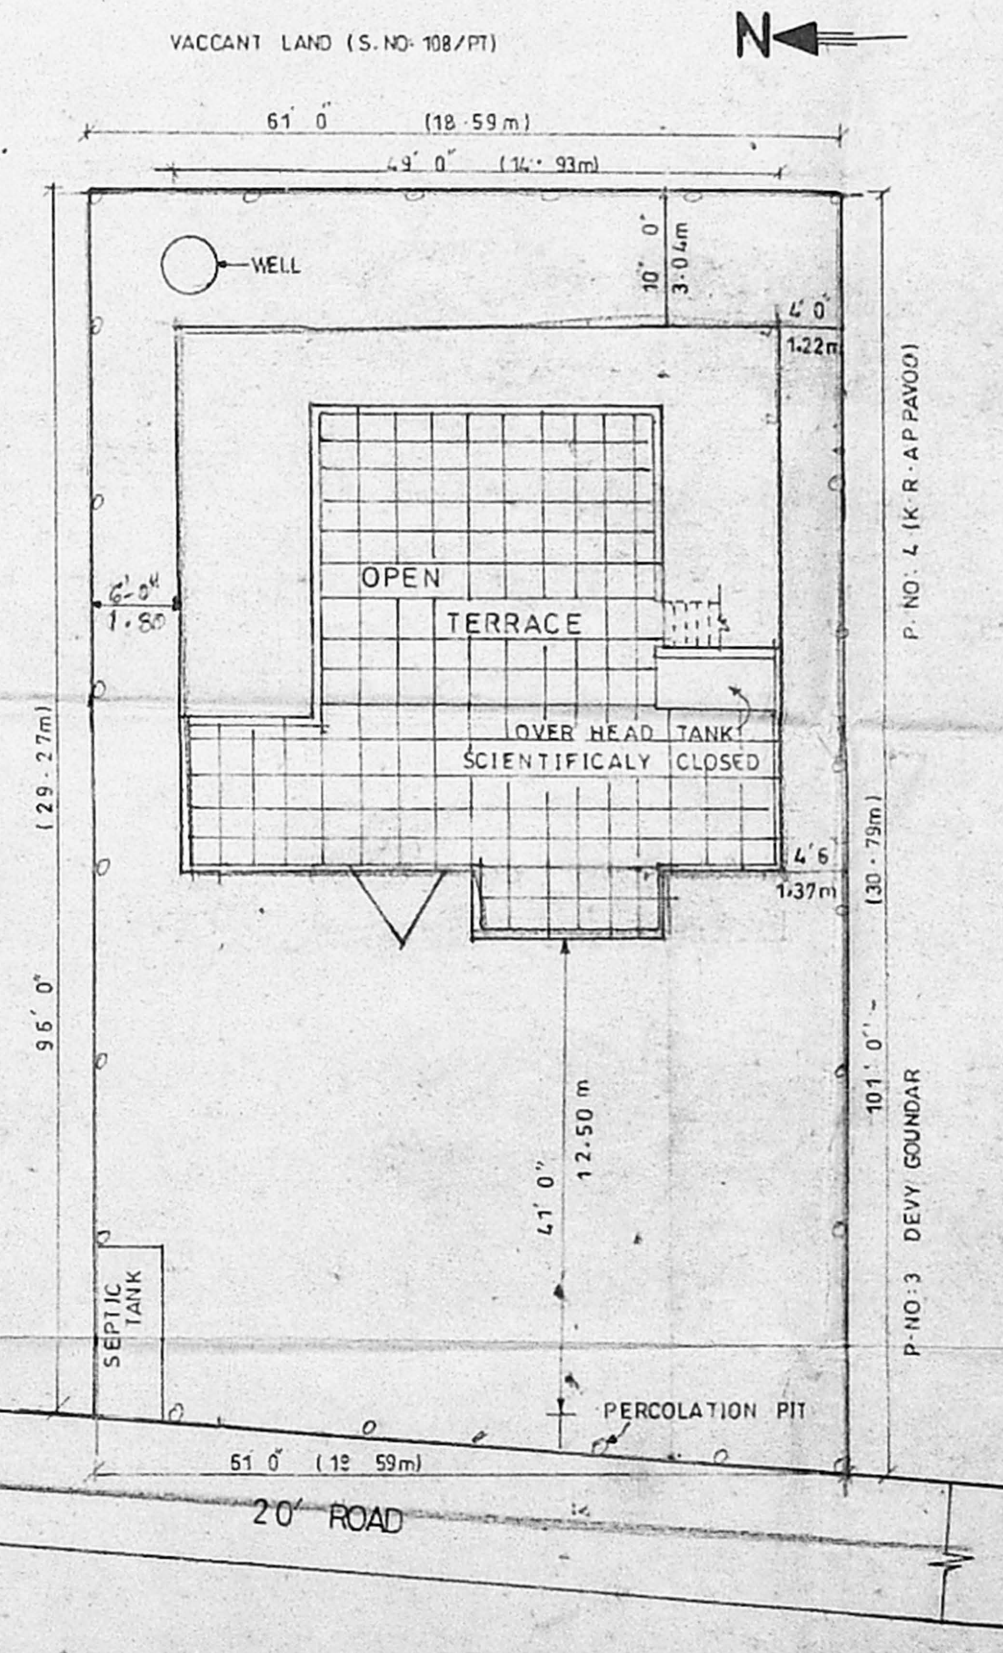 VACCANT LAND (S.NO: 108/PT)
N
61' 0" (18.59m)
49' 0" (14.93m)
10" 0"
3.04m
WELL
4' 0"
1.22m
P.NO: 4 (K.R.APPAVOO)
6'-0"
1.80
OPEN
TERRACE
OVER HEAD TANK
SCIENTIFICALY CLOSED
4'6
1.37m
96' 0" (29.27m)
101' 0" - (30.79m)
41' 0"
12.50 m
P.NO:3 DEVY GOUNDAR
SEPTIC
TANK
PERCOLATION PIT
61 0" (18 59m)
20' ROAD